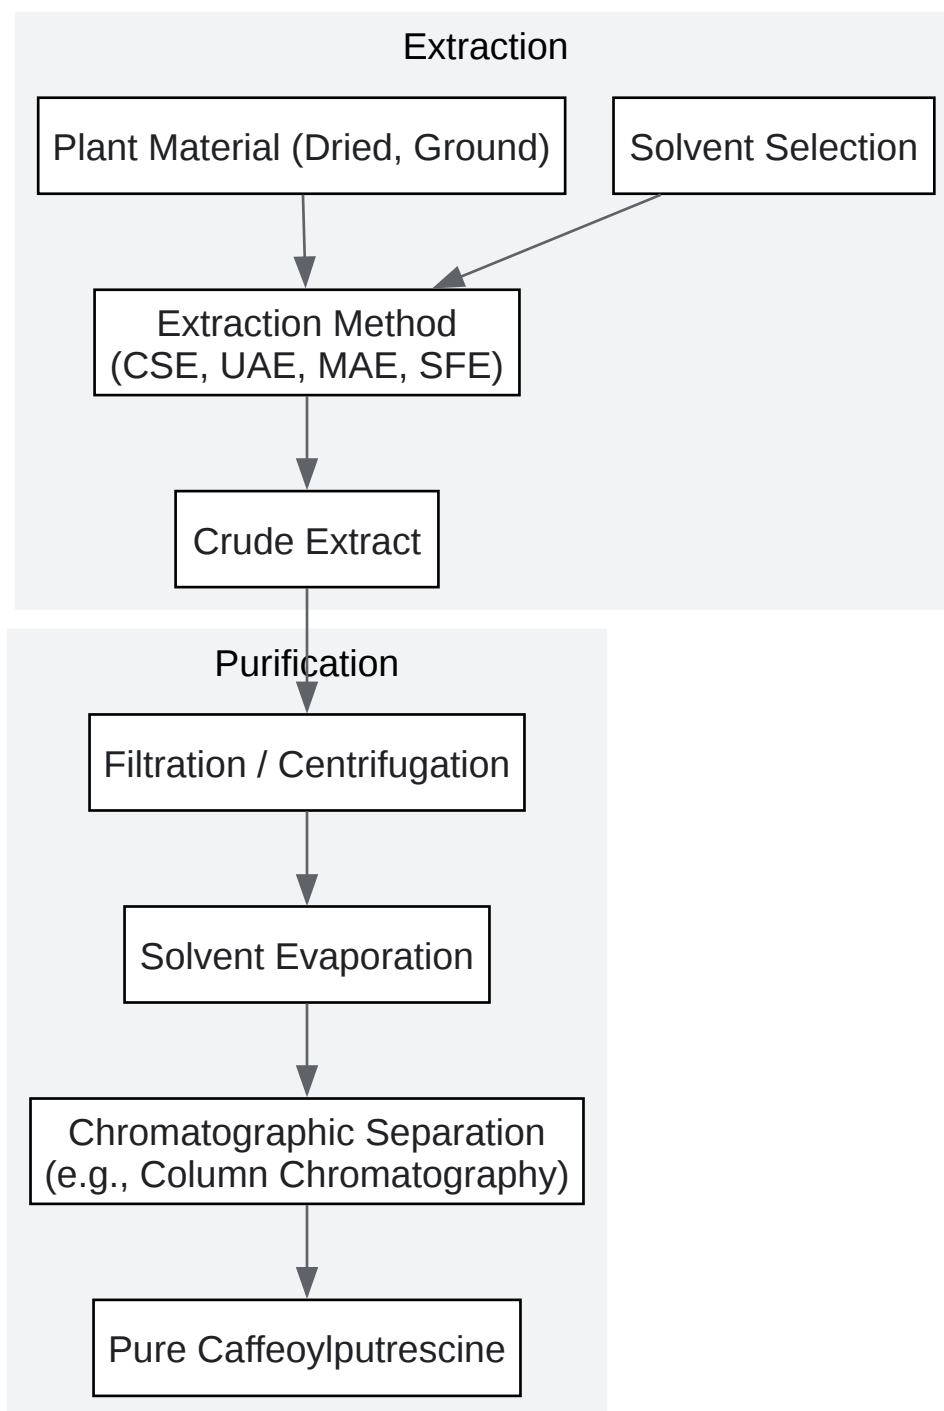 Extraction
Plant Material (Dried, Ground)
Solvent Selection
Extraction Method
(CSE, UAE, MAE, SFE)
Crude Extract
Purification
Filtration / Centrifugation
Solvent Evaporation
Chromatographic Separation
(e.g., Column Chromatography)
Pure Caffeoylputrescine